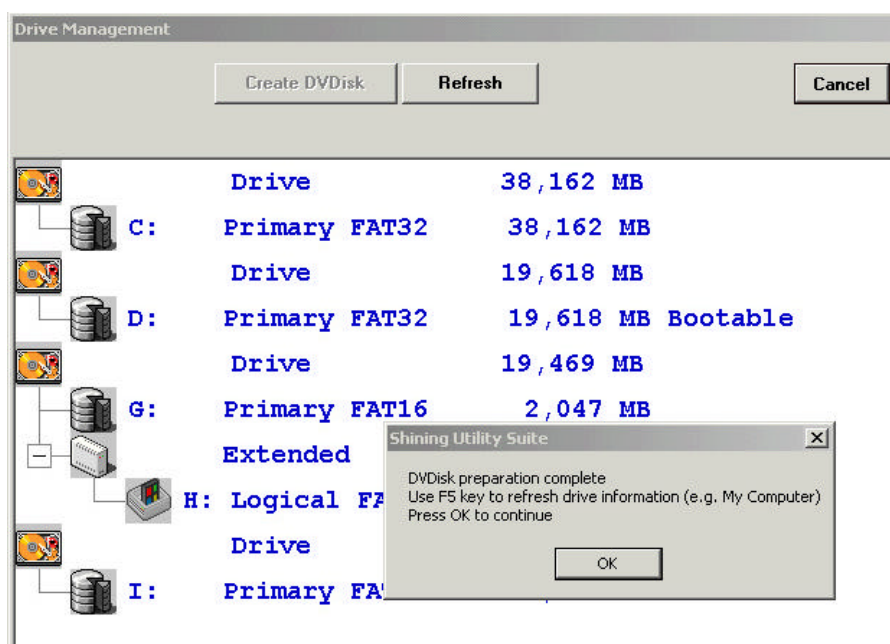 Drive Management
Create DVDisk Refresh Cancel
Drive 38,162 MB
C: Primary FAT32 38,162 MB
Drive 19,618 MB
D: Primary FAT32 19,618 MB Bootable
Drive 19,469 MB
G: Primary FAT16 2,047 MB
Extended
H: Logical FA
Drive
I: Primary FA
Shining Utility Suite
DVDisk preparation complete
Use F5 key to refresh drive information (e.g. My Computer)
Press OK to continue
OK